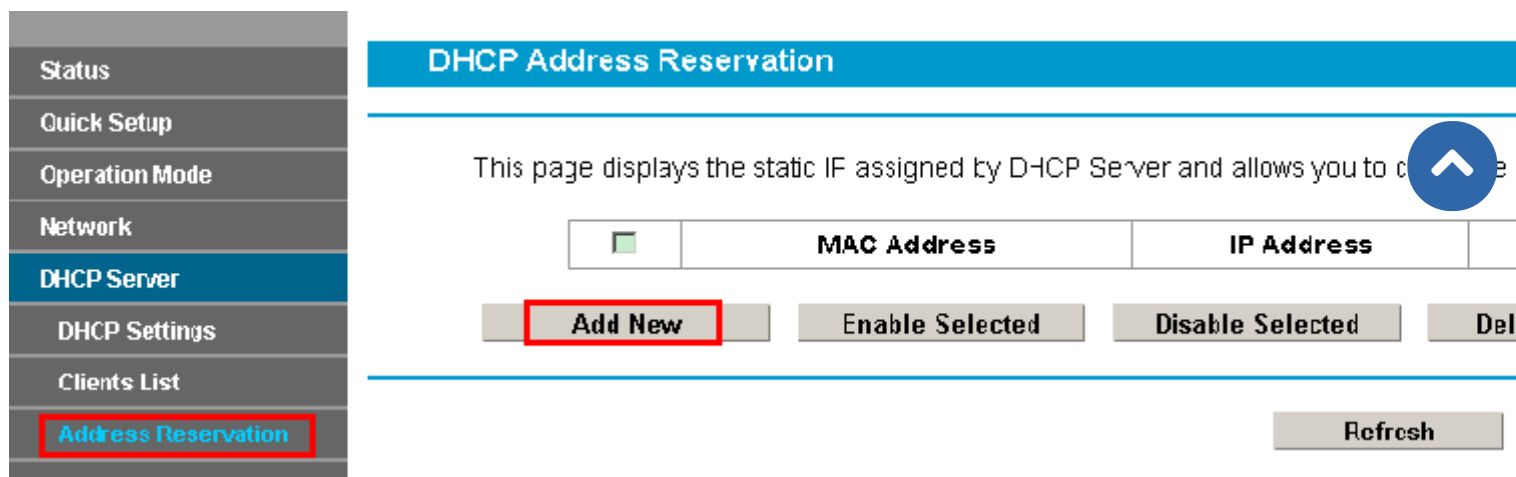 Status
Quick Setup
Operation Mode
Network
DHCP Server
DHCP Settings
Clients List
Address Reservation
DHCP Address Reservation
This page displays the static IP assigned by DHCP Server and allows you to
MAC Address IP Address
Add New Enable Selected Disable Selected Del
Refresh